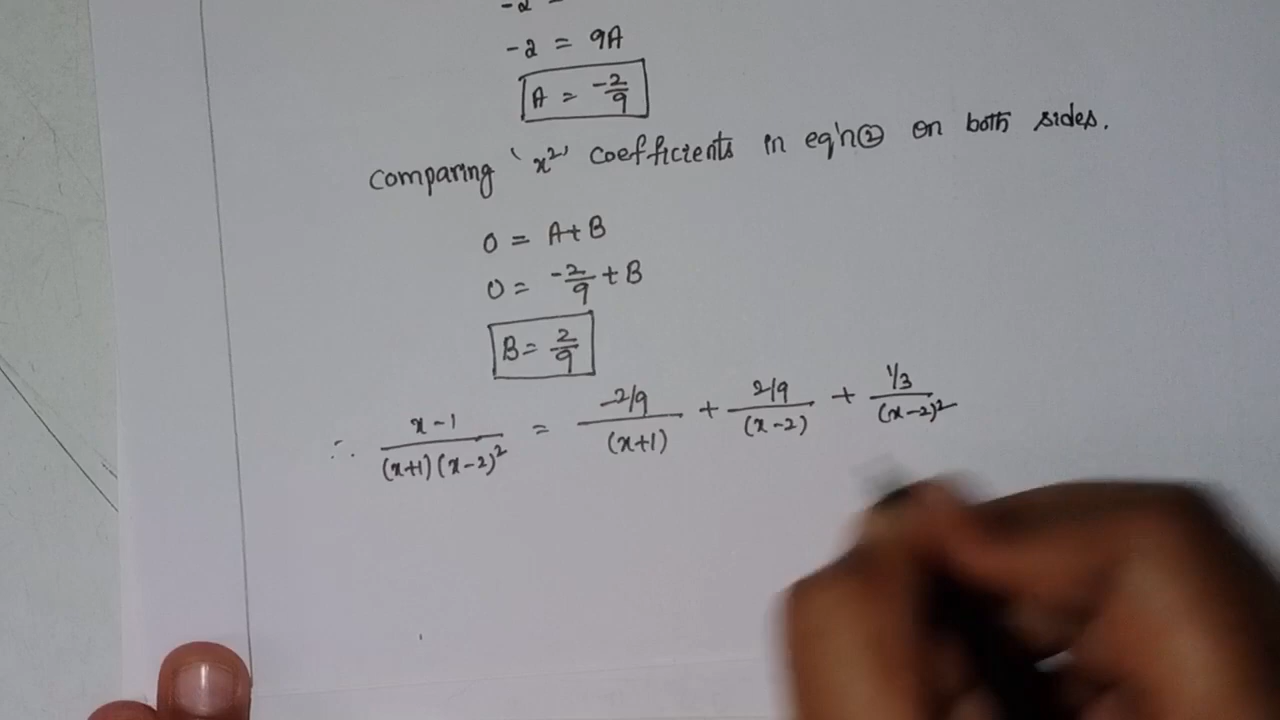 -2 =
-2 = 9A
A = -2/9
Comparing 'x²' coefficients in eq'n② on both sides.
0 = A+B
0 = -2/9 + B
B = 2/9
∴ x-1/(x+1)(x-2)² = -2/9/(x+1) + 2/9/(x-2) + 1/3/(x-2)²